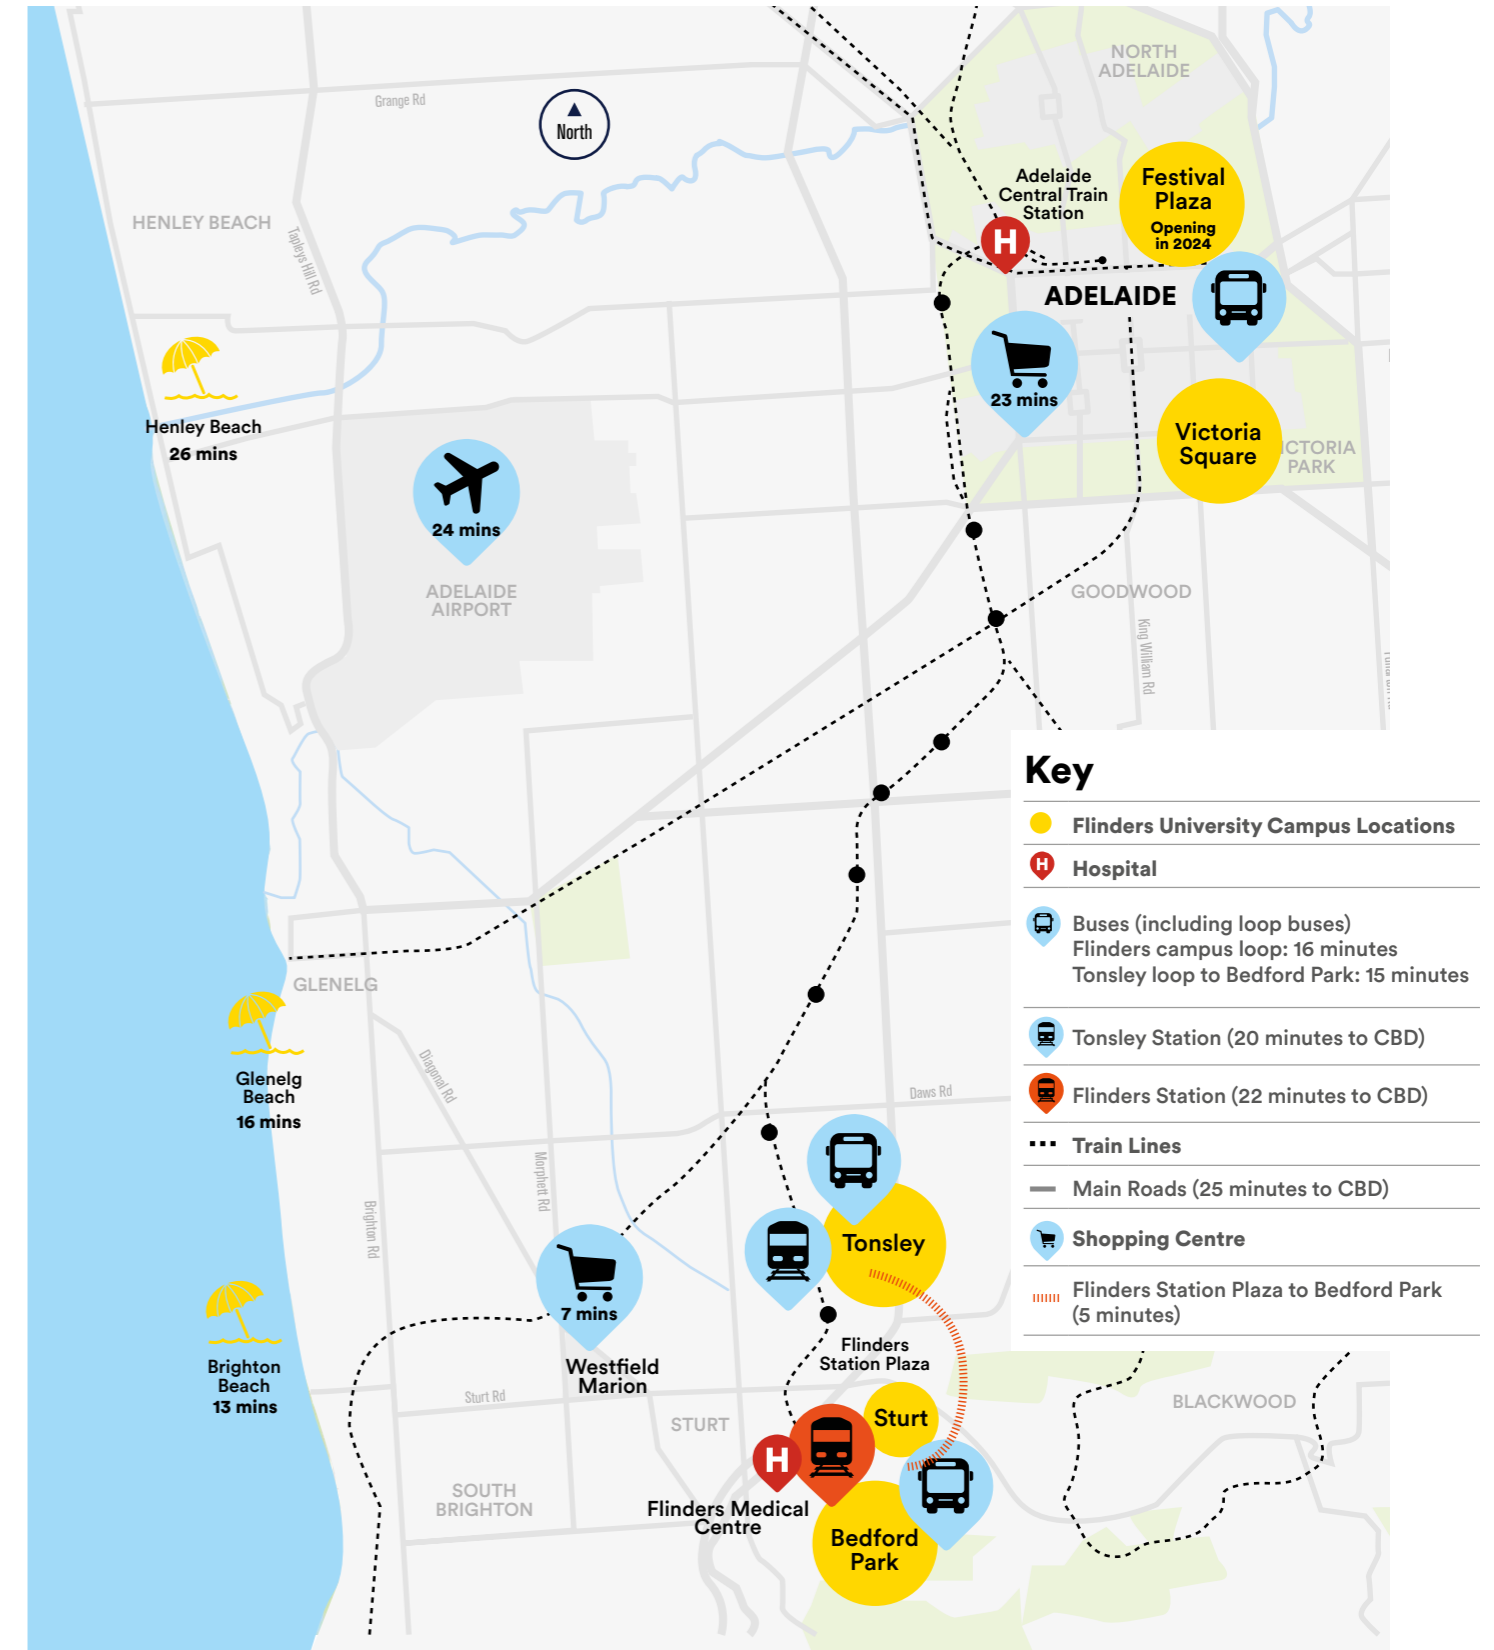 NORTH
ADELAIDE
Grange Rd
North
Adelaide
Central Train
Station
Festival
Plaza
Opening
in 2024
HENLEY BEACH
Tapleys Hill Rd
H
ADELAIDE
23 mins
Henley Beach
26 mins
Victoria
Square
ICTORIA
PARK
24 mins
ADELAIDE
AIRPORT
GOODWOOD
King William Rd
Key
Flinders University Campus Locations
H
Hospital
Buses (including loop buses)
Flinders campus loop: 16 minutes
Tonsley loop to Bedford Park: 15 minutes
Tonsley Station (20 minutes to CBD)
Flinders Station (22 minutes to CBD)
Train Lines
Main Roads (25 minutes to CBD)
Shopping Centre
Flinders Station Plaza to Bedford Park
(5 minutes)
GLENELG
Glenelg
Beach
16 mins
Diagonal Rd
Daws Rd
Morphett Rd
Brighton Rd
Tonsley
7 mins
Westfield
Marion
Flinders
Station Plaza
Brighton
Beach
13 mins
Sturt Rd
STURT
Sturt
BLACKWOOD
H
SOUTH
BRIGHTON
Flinders Medical
Centre
Bedford
Park